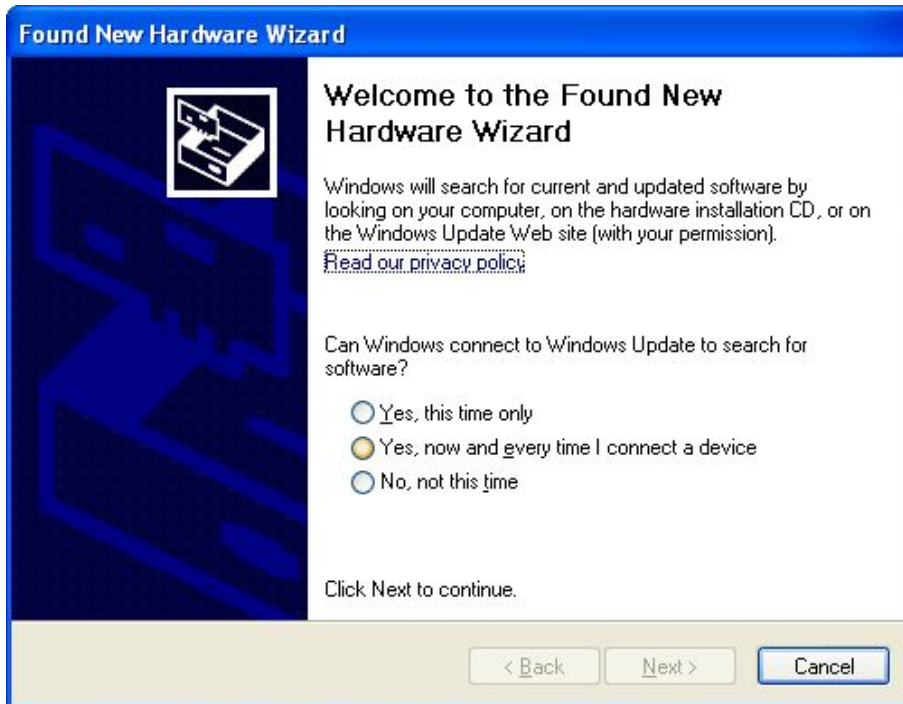 Found New Hardware Wizard
Welcome to the Found New
Hardware Wizard
Windows will search for current and updated software by
looking on your computer, on the hardware installation CD, or on
the Windows Update Web site (with your permission).
Read our privacy policy
Can Windows connect to Windows Update to search for
software?
Yes, this time only
Yes, now and every time I connect a device
No, not this time
Click Next to continue.
< Back Next > Cancel